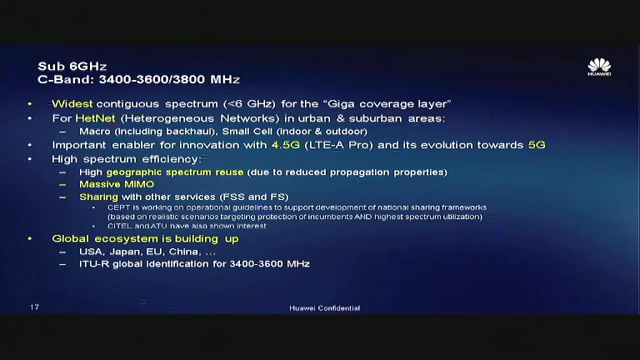 Sub 6GHz
C-Band: 3400-3600/3800 MHz
HUAWEI
• Widest contiguous spectrum (<6 GHz) for the “Giga coverage layer”
• For HetNet (Heterogeneous Networks) in urban & suburban areas:
– Macro (including backhaul), Small Cell (indoor & outdoor)
• Important enabler for innovation with 4.5G (LTE-A Pro) and its evolution towards 5G
• High spectrum efficiency:
– High geographic spectrum reuse (due to reduced propagation properties)
– Massive MIMO
– Sharing with other services (FSS and FS)
• CEPT is working on operational guidelines to support development of national sharing frameworks
(based on realistic scenarios targeting protection of incumbents AND highest spectrum utilization)
• CITEL and ATU have also shown interest
• Global ecosystem is building up
– USA, Japan, EU, China, ...
– ITU-R global identification for 3400-3600 MHz
17
Huawei Confidential